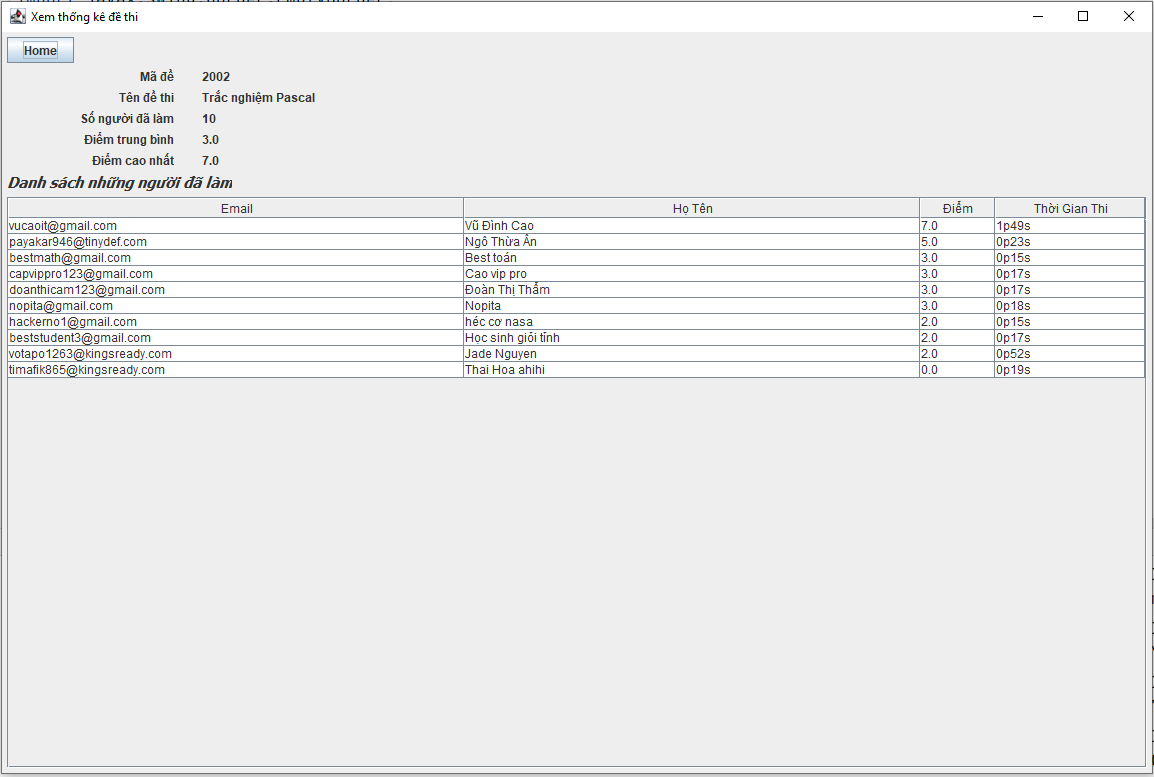 Xem thống kê đề thi
Home
Mã đề 2002
Tên đề thi Trắc nghiệm Pascal
Số người đã làm 10
Điểm trung bình 3.0
Điểm cao nhất 7.0
Danh sách những người đã làm
Email Họ Tên Điểm Thời Gian Thi
vucaoit@gmail.com Vũ Đình Cao 7.0 1p49s
payakar946@tinydef.com Ngô Thừa Ân 5.0 0p23s
bestmath@gmail.com Best toán 3.0 0p15s
capvippro123@gmail.com Cao vip pro 3.0 0p17s
doanthicam123@gmail.com Đoàn Thị Thẩm 3.0 0p17s
nopita@gmail.com Nopita 3.0 0p18s
hackerno1@gmail.com héc cơ nasa 2.0 0p15s
beststudent3@gmail.com Học sinh giỏi tỉnh 2.0 0p17s
votapo1263@kingsready.com Jade Nguyen 2.0 0p52s
timafik865@kingsready.com Thai Hoa ahihi 0.0 0p19s